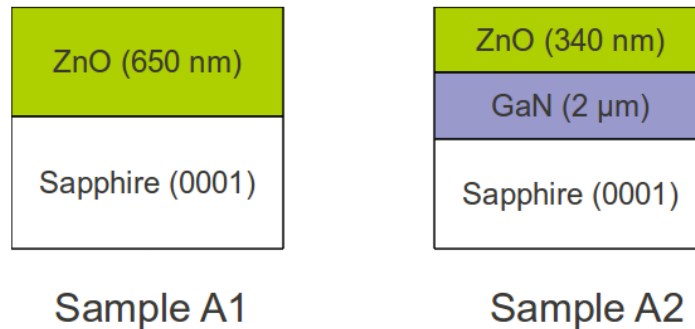 ZnO (650 nm)
Sapphire (0001)
Sample A1
ZnO (340 nm)
GaN (2 µm)
Sapphire (0001)
Sample A2